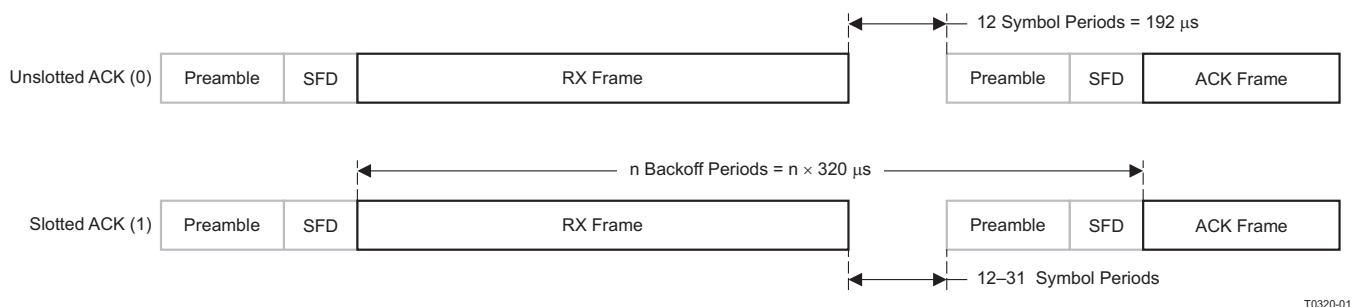 12 Symbol Periods = 192 μs
Unslotted ACK (0) Preamble SFD RX Frame Preamble SFD ACK Frame
n Backoff Periods = n × 320 μs
Slotted ACK (1) Preamble SFD RX Frame Preamble SFD ACK Frame
12–31 Symbol Periods
T0320-01